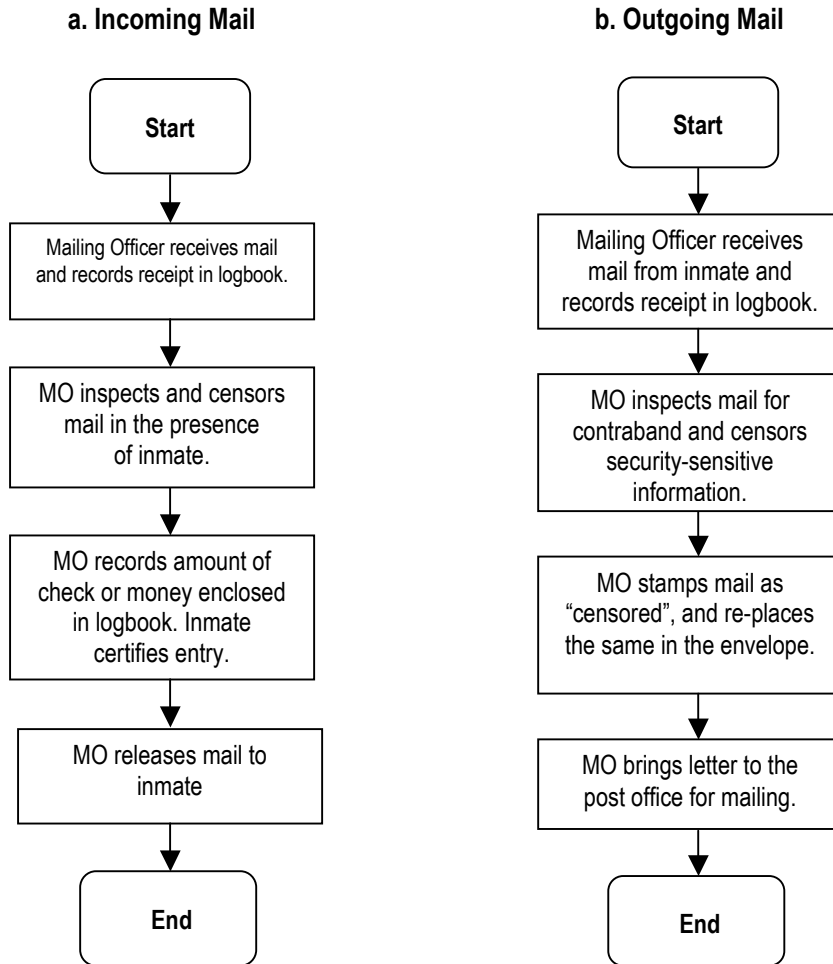 a. Incoming Mail
Start
Mailing Officer receives mail
and records receipt in logbook.
MO inspects and censors
mail in the presence
of inmate.
MO records amount of
check or money enclosed
in logbook. Inmate
certifies entry.
MO releases mail to
inmate
End
b. Outgoing Mail
Start
Mailing Officer receives
mail from inmate and
records receipt in logbook.
MO inspects mail for
contraband and censors
security-sensitive
information.
MO stamps mail as
“censored”, and re-places
the same in the envelope.
MO brings letter to the
post office for mailing.
End